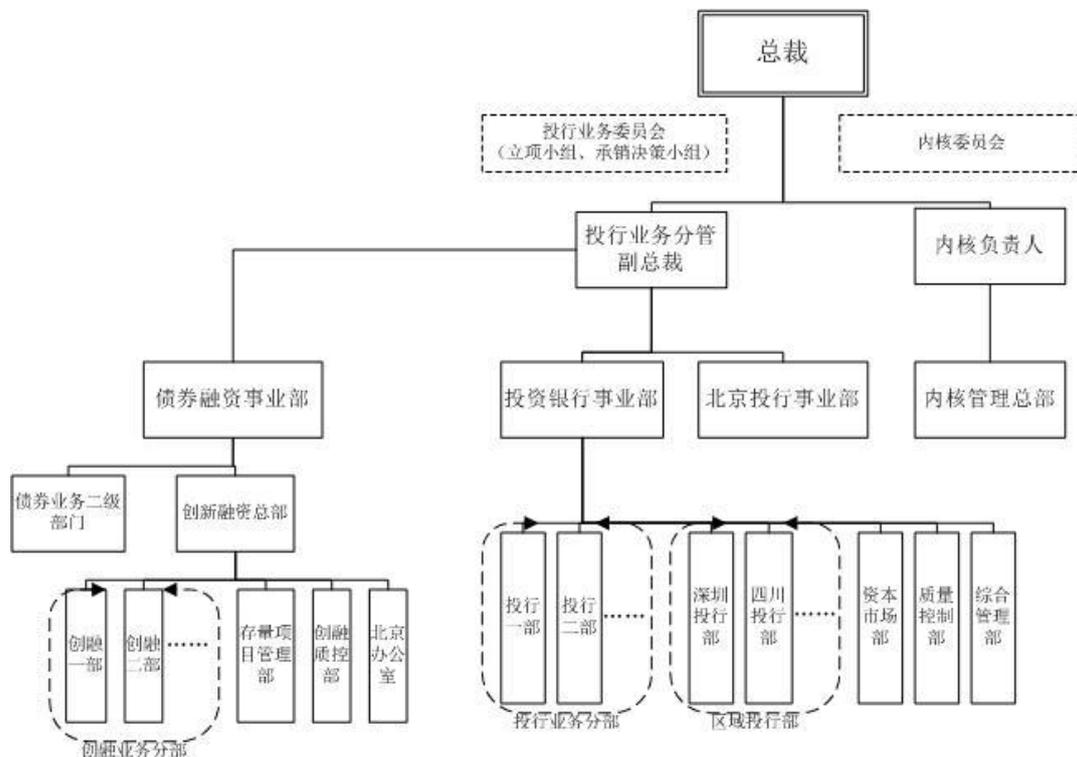 总裁
投行业务委员会
（立项小组、承销决策小组）
内核委员会
投行业务分管
副总裁
内核负责人
债券融资事业部
投资银行事业部
北京投行事业部
内核管理总部
债券业务二级
部门
创新融资总部
创融
一部
创融
二部
......
存量项
目管理
部
创融
质控
部
北京
办公
室
投行
一部
投行
二部
......
深圳
投行
部
四川
投行
部
......
资本
市场
部
质量
控制
部
综合
管理
部
创融业务分部
投行业务分部
区域投行部